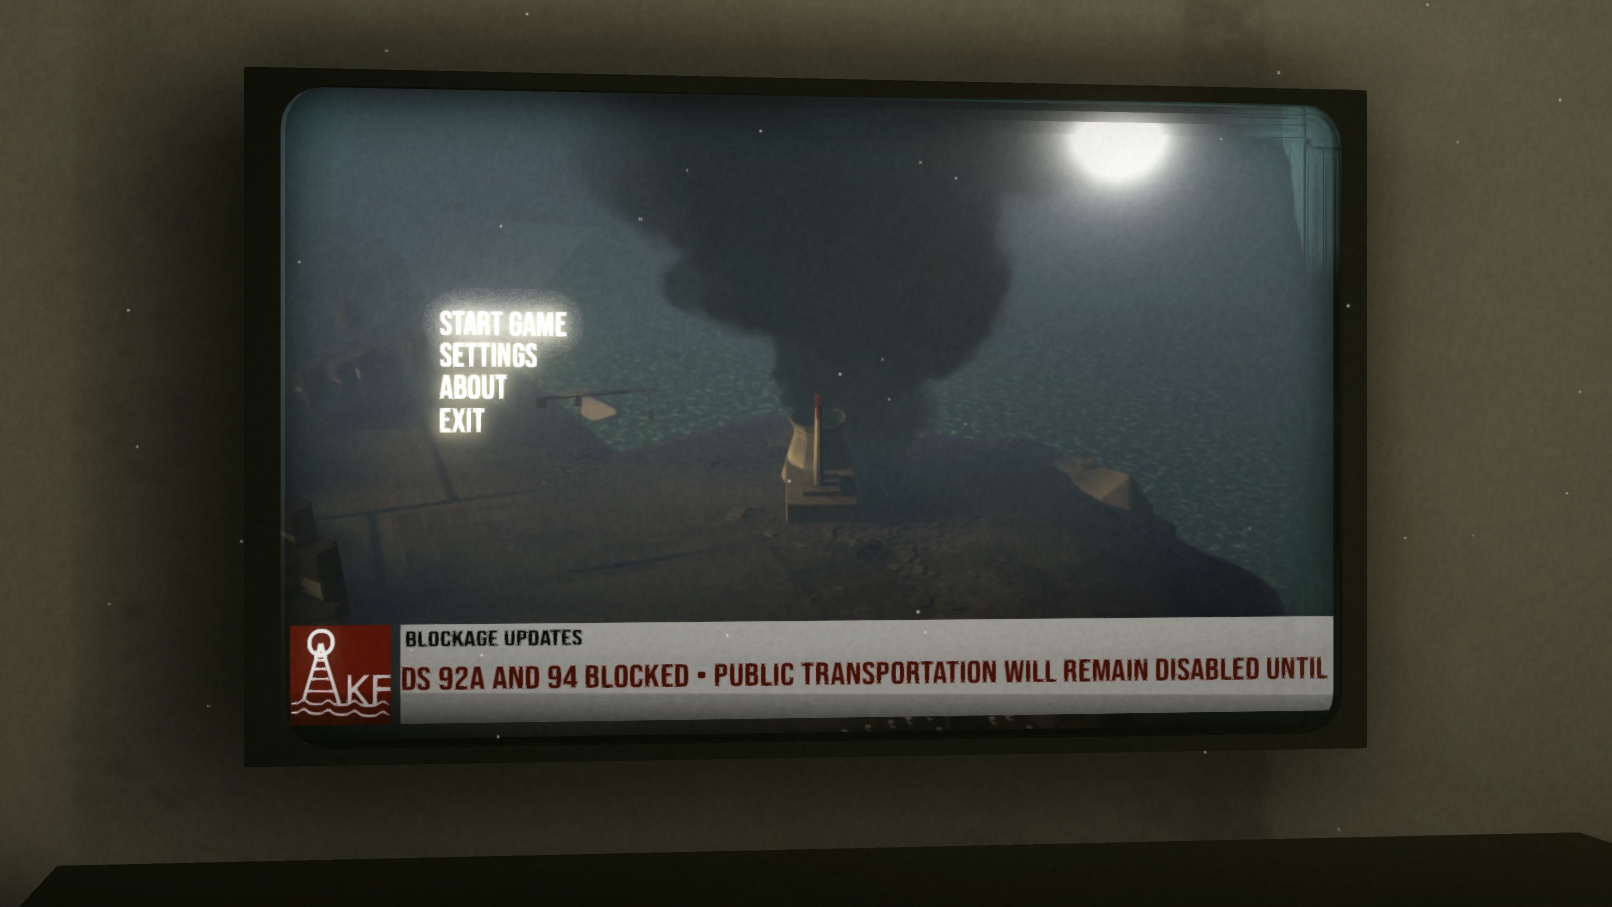 START GAME
SETTINGS
ABOUT
EXIT
BLOCKAGE UPDATES
AKF
DS 92A AND 94 BLOCKED • PUBLIC TRANSPORTATION WILL REMAIN DISABLED UNTIL